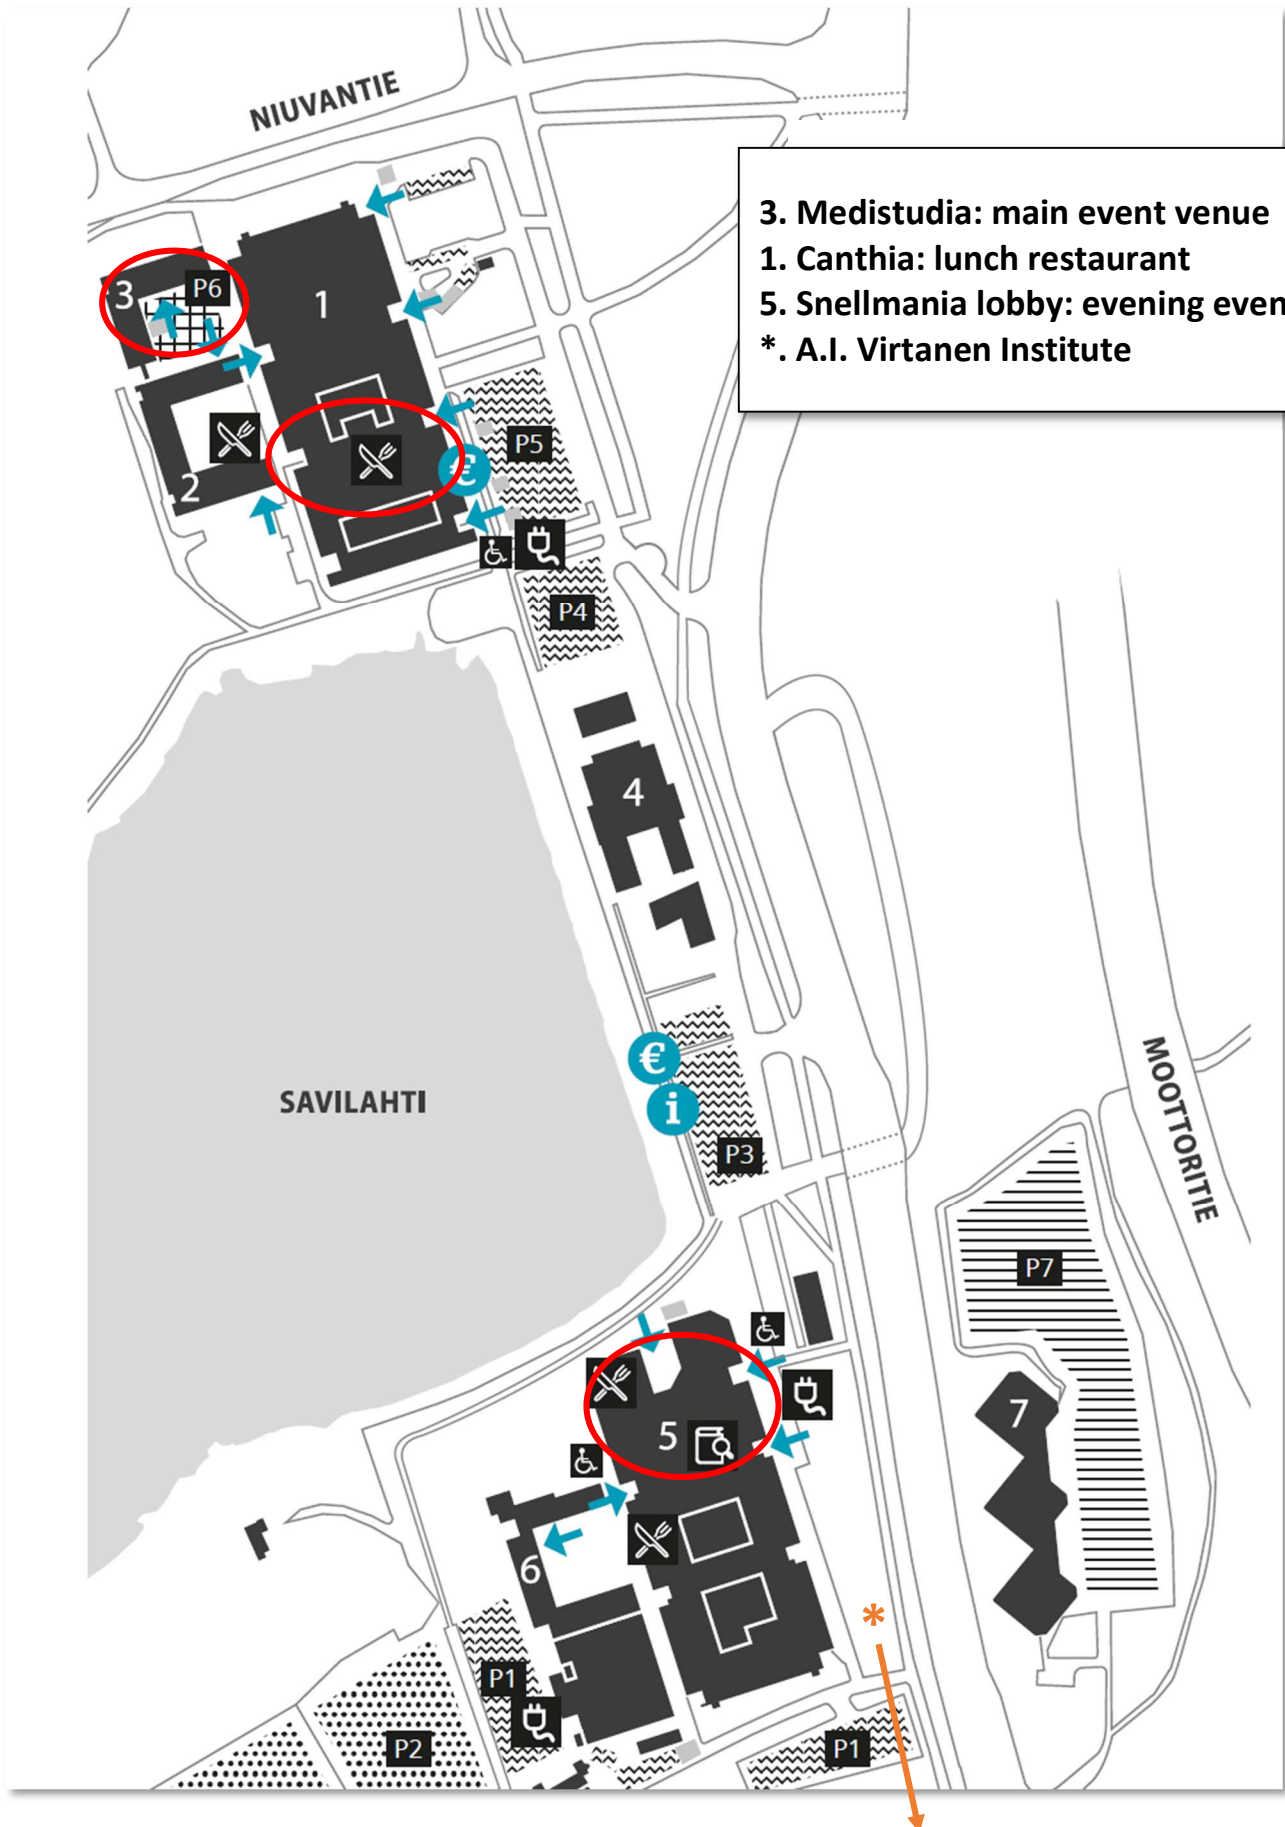 NIUVANTIE
3. Medistudia: main event venue
1. Canthia: lunch restaurant
5. Snellmania lobby: evening even
*. A.I. Virtanen Institute
3
P6
1
2
€
P5
P4
4
SAVILAHTI
€
i
P3
MOOTTORITIE
P7
5
7
6
*
P1
P2
P1